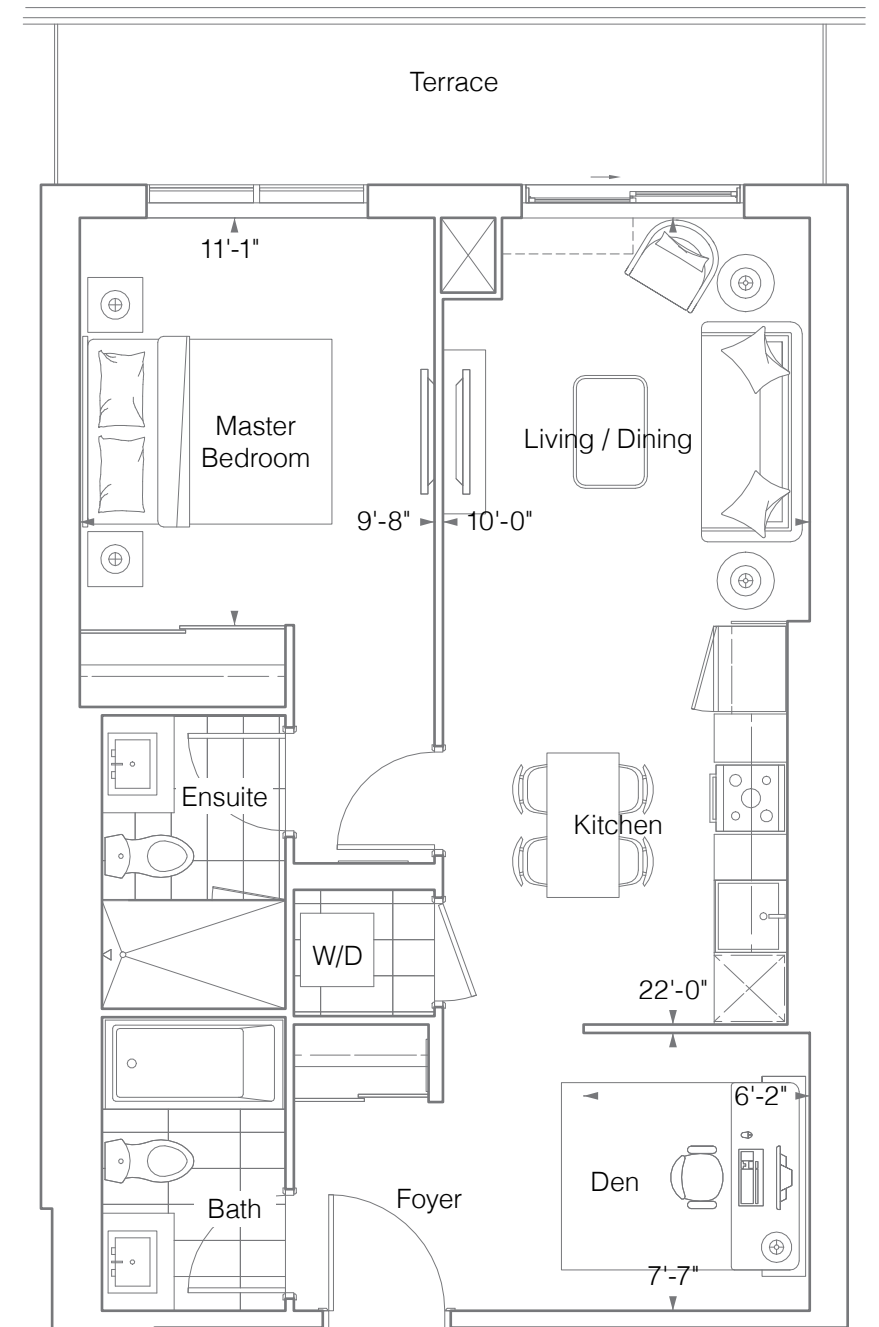 Terrace
11'-1"
Master
Bedroom
Living / Dining
9'-8"
10'-0"
Ensuite
Kitchen
W/D
22'-0"
6'-2"
Den
Foyer
Bath
7'-7"